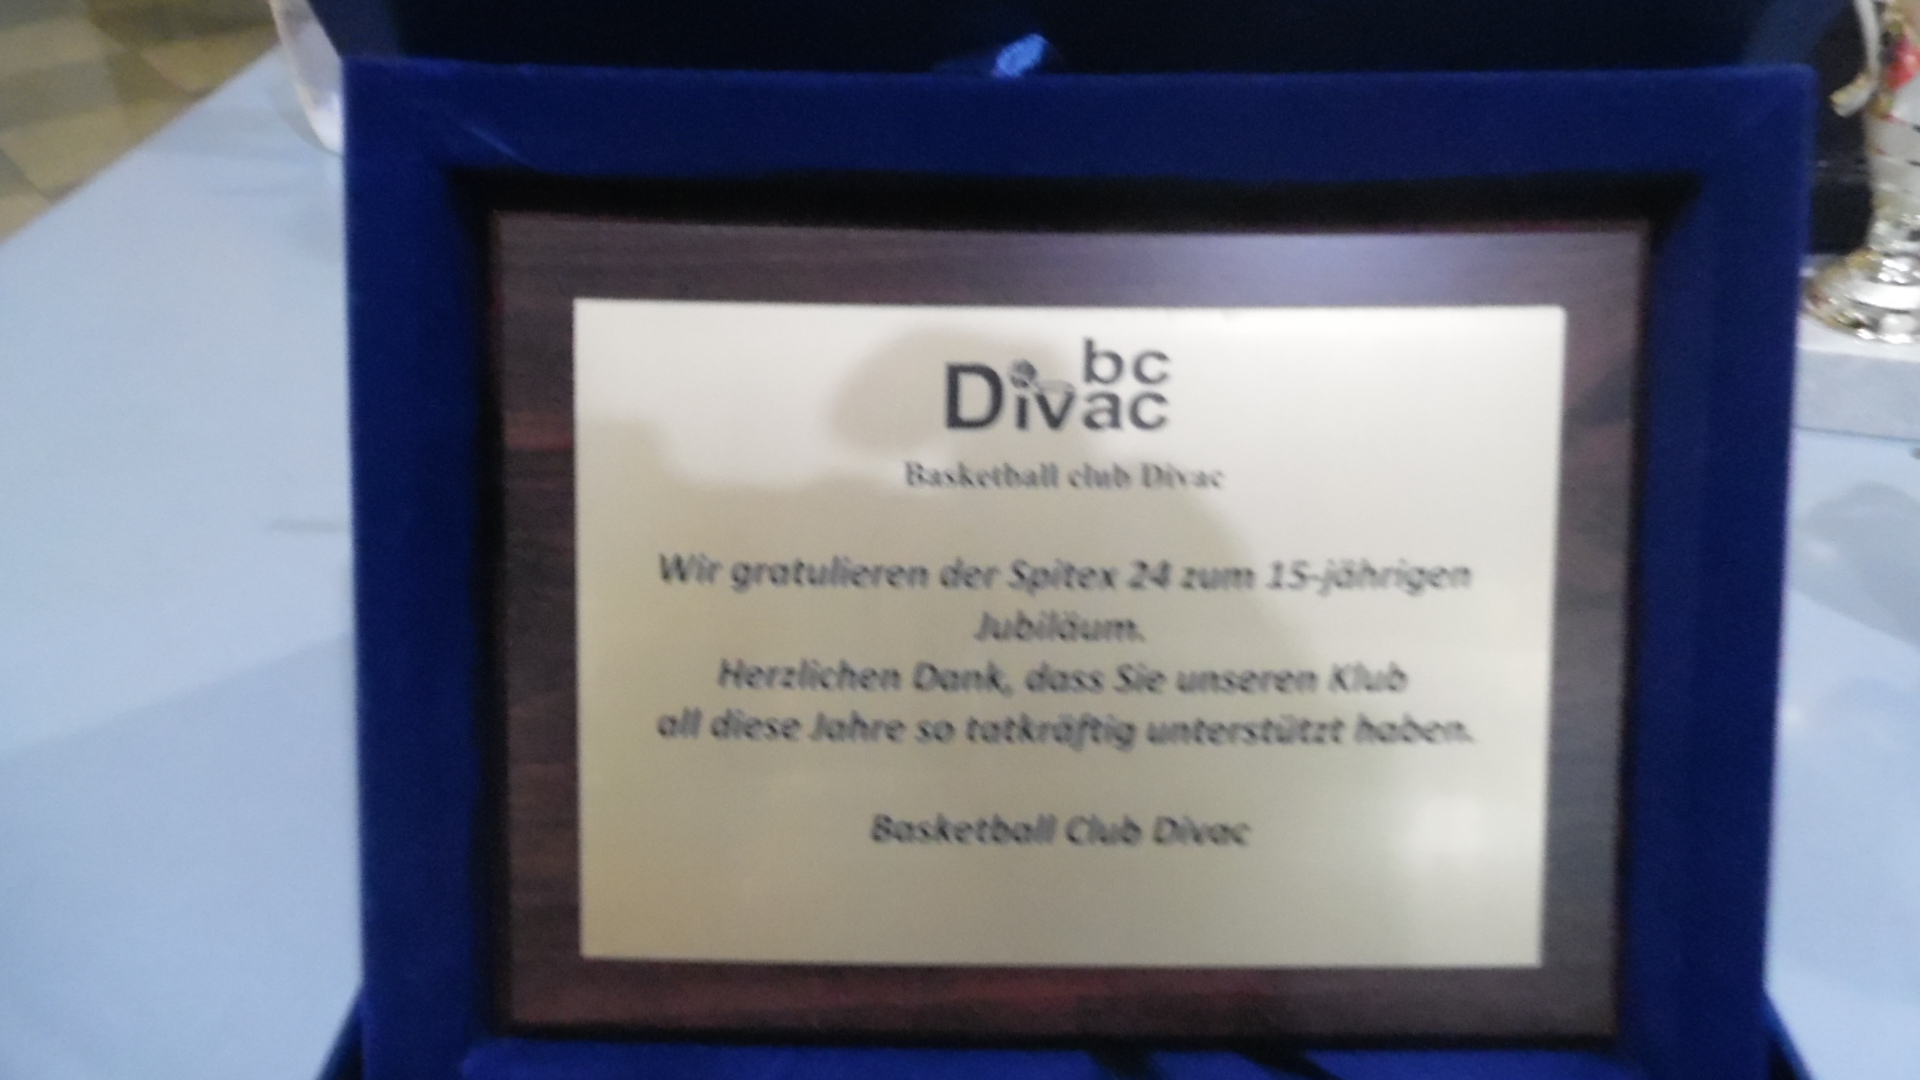 bc
Divac
Basketball club Divac
Wir gratulieren der Spitex 24 zum 15-jährigen
Jubiläum.
Herzlichen Dank, dass Sie unseren Klub
all diese Jahre so tatkräftig unterstützt haben.
Basketball Club Divac